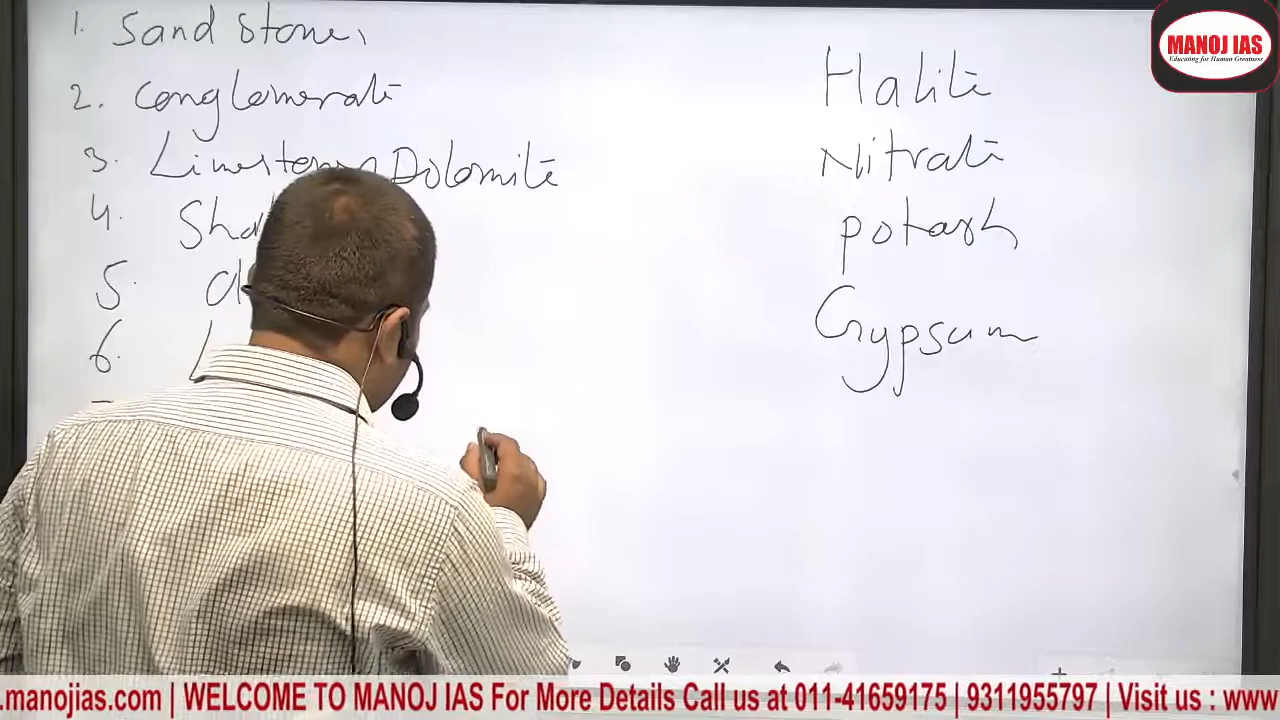 1. Sand Stone,
2. Conglomerate
3. Limestone, Dolomite
4. Sha
5.
6.
Halite
Nitrate
potash
Gypsum
MANOJ IAS
Educating for Human Greatness
.manojias.com | WELCOME TO MANOJ IAS For More Details Call us at 011-41659175 | 9311955797 | Visit us : www